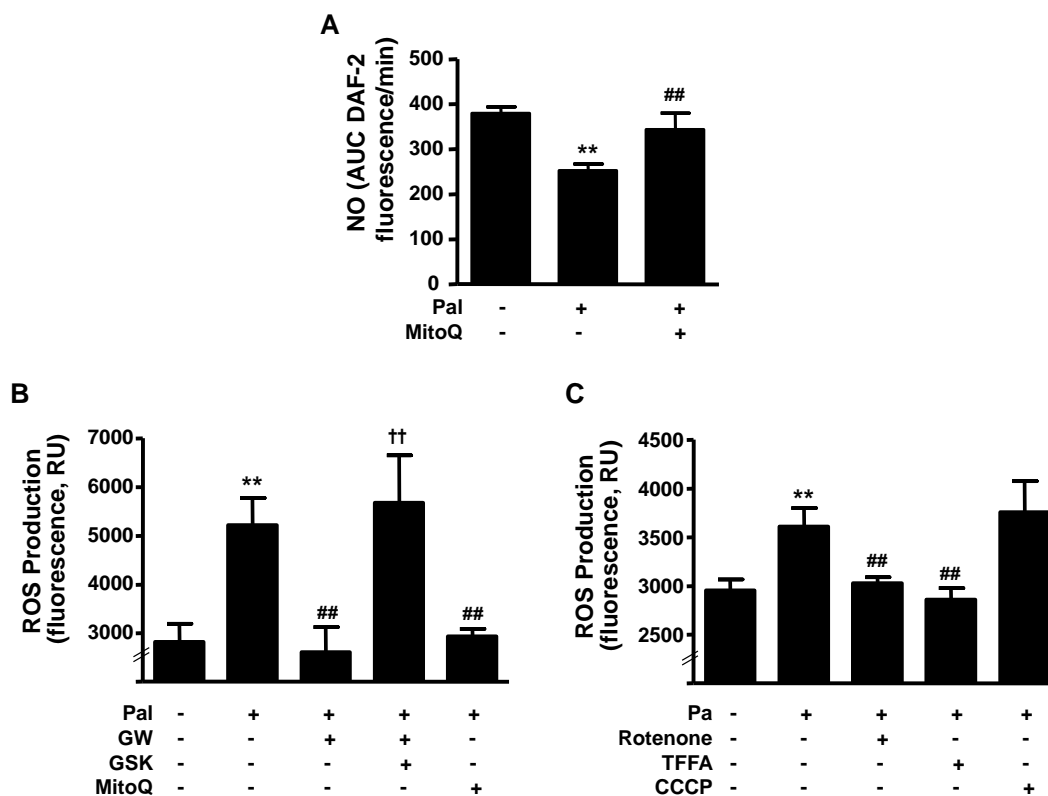 A
NO (AUC DAF-2
fluorescence/min)
500
400
300
200
100
0
**
##
Pal - + +
MitoQ - - +
B
ROS Production
(fluorescence, RU)
7000
6000
5000
4000
3000
**
##
††
##
Pal - + + + +
GW - - + + -
GSK - - - + -
MitoQ - - - - +
C
ROS Production
(fluorescence, RU)
4500
4000
3500
3000
2500
**
##
##
Pa - + + + +
Rotenone - - + - -
TFFA - - - + -
CCCP - - - - +